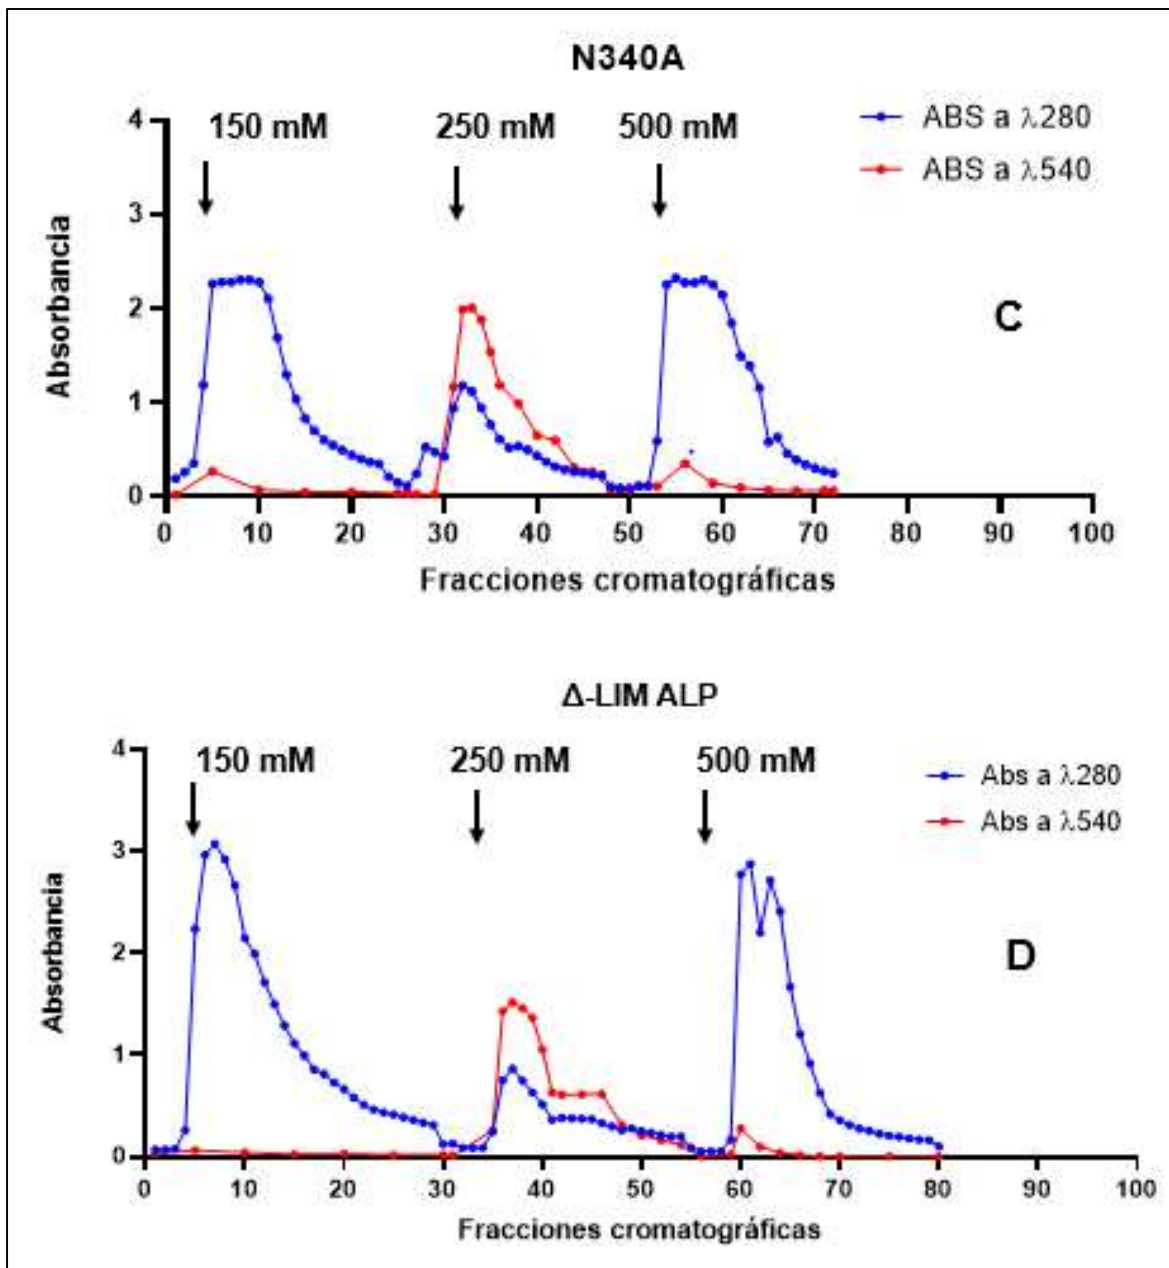 N340A
150 mM
250 mM
500 mM
ABS a λ280
ABS a λ540
Absorbancia
4
3
2
1
0
C
0 10 20 30 40 50 60 70 80 90 100
Fracciones cromatográficas
Δ-LIM ALP
150 mM
250 mM
500 mM
Abs a λ280
Abs a λ540
Absorbancia
4
3
2
1
0
D
0 10 20 30 40 50 60 70 80 90 100
Fracciones cromatográficas